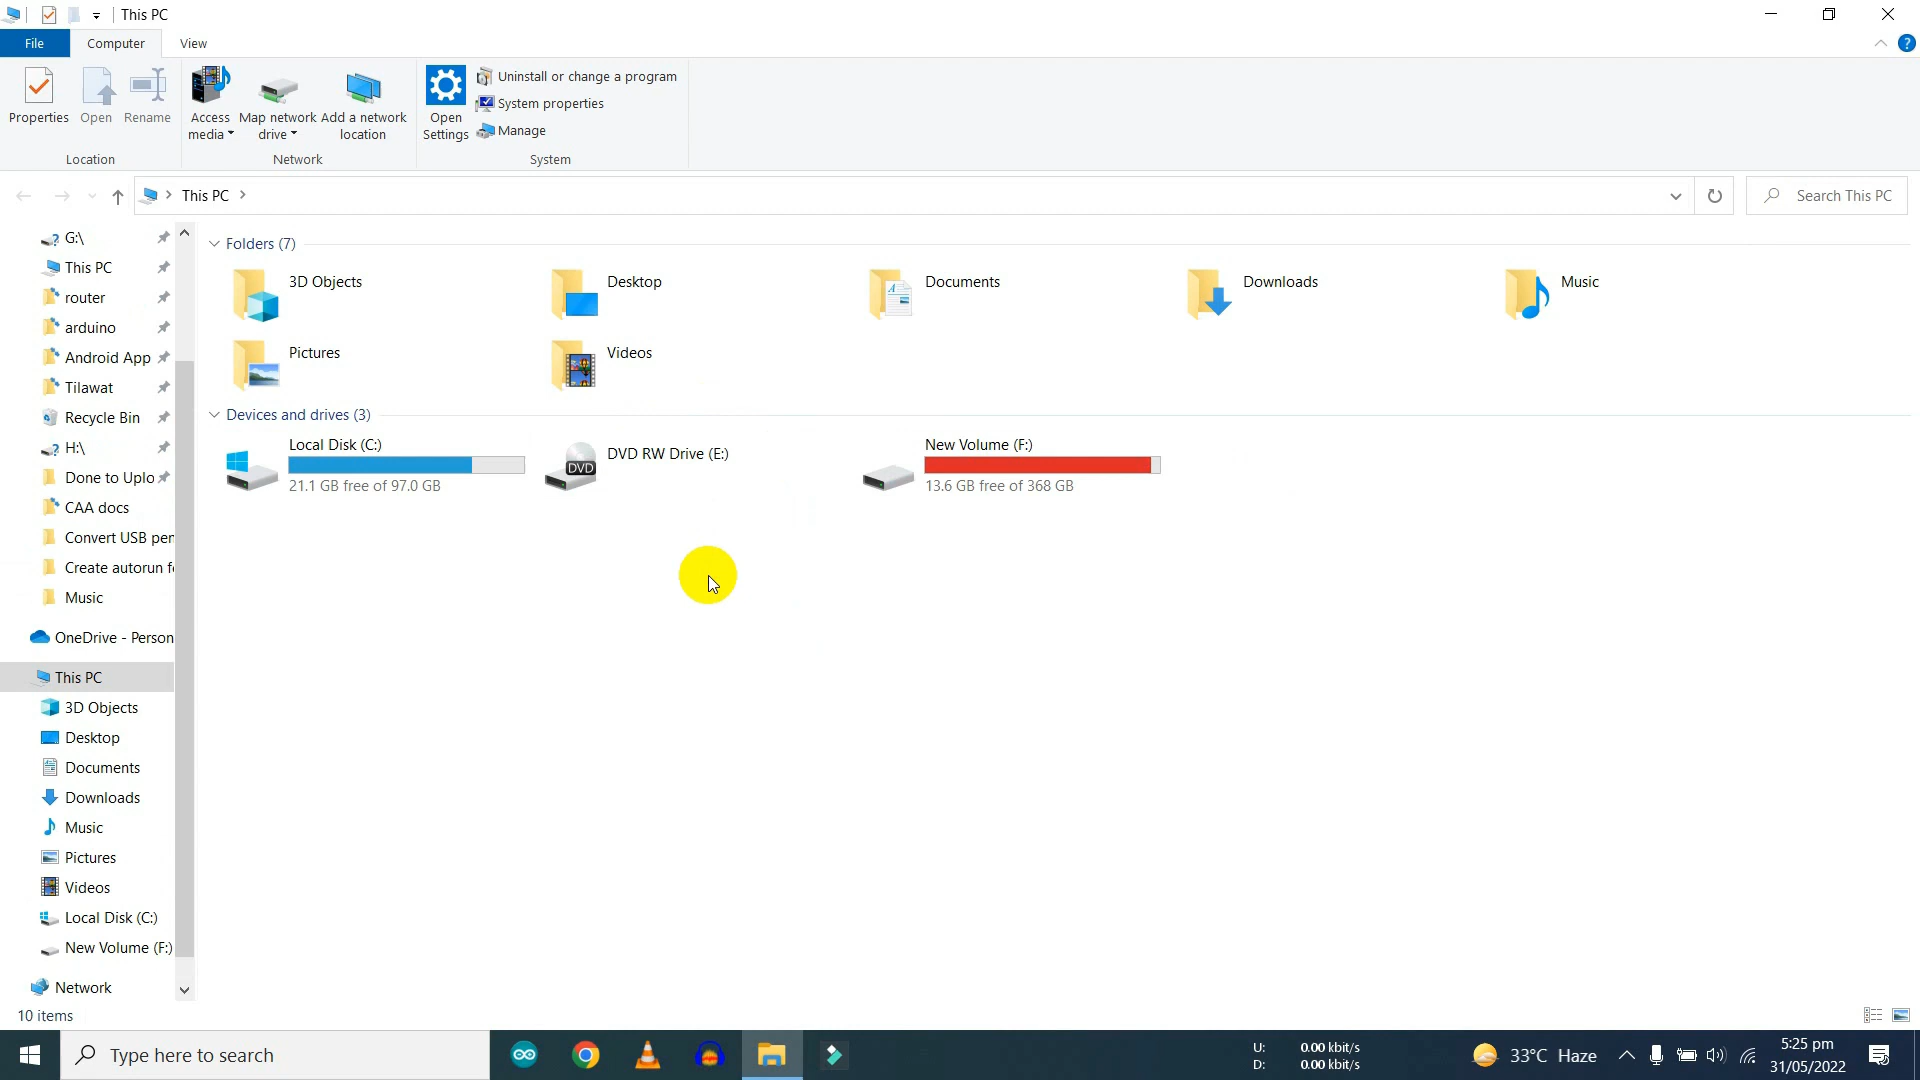 This PC
File Computer View
?
Properties Open Rename Access media Map network drive Add a network location Open Settings
Uninstall or change a program
System properties
Manage
Location Network System
This PC
Search This PC
G:\
This PC
router
arduino
Android App
Tilawat
Recycle Bin
H:\
Done to Uplo
CAA docs
Convert USB pen
Create autorun f
Music
OneDrive - Person
This PC
3D Objects
Desktop
Documents
Downloads
Music
Pictures
Videos
Local Disk (C:)
New Volume (F:)
Network
Folders (7)
3D Objects
Desktop
Documents
Downloads
Music
Pictures
Videos
Devices and drives (3)
Local Disk (C:)
21.1 GB free of 97.0 GB
DVD
DVD RW Drive (E:)
New Volume (F:)
13.6 GB free of 368 GB
10 items
Type here to search
U: 0.00 kbit/s
D: 0.00 kbit/s
33°C Haze
5:25 pm
31/05/2022